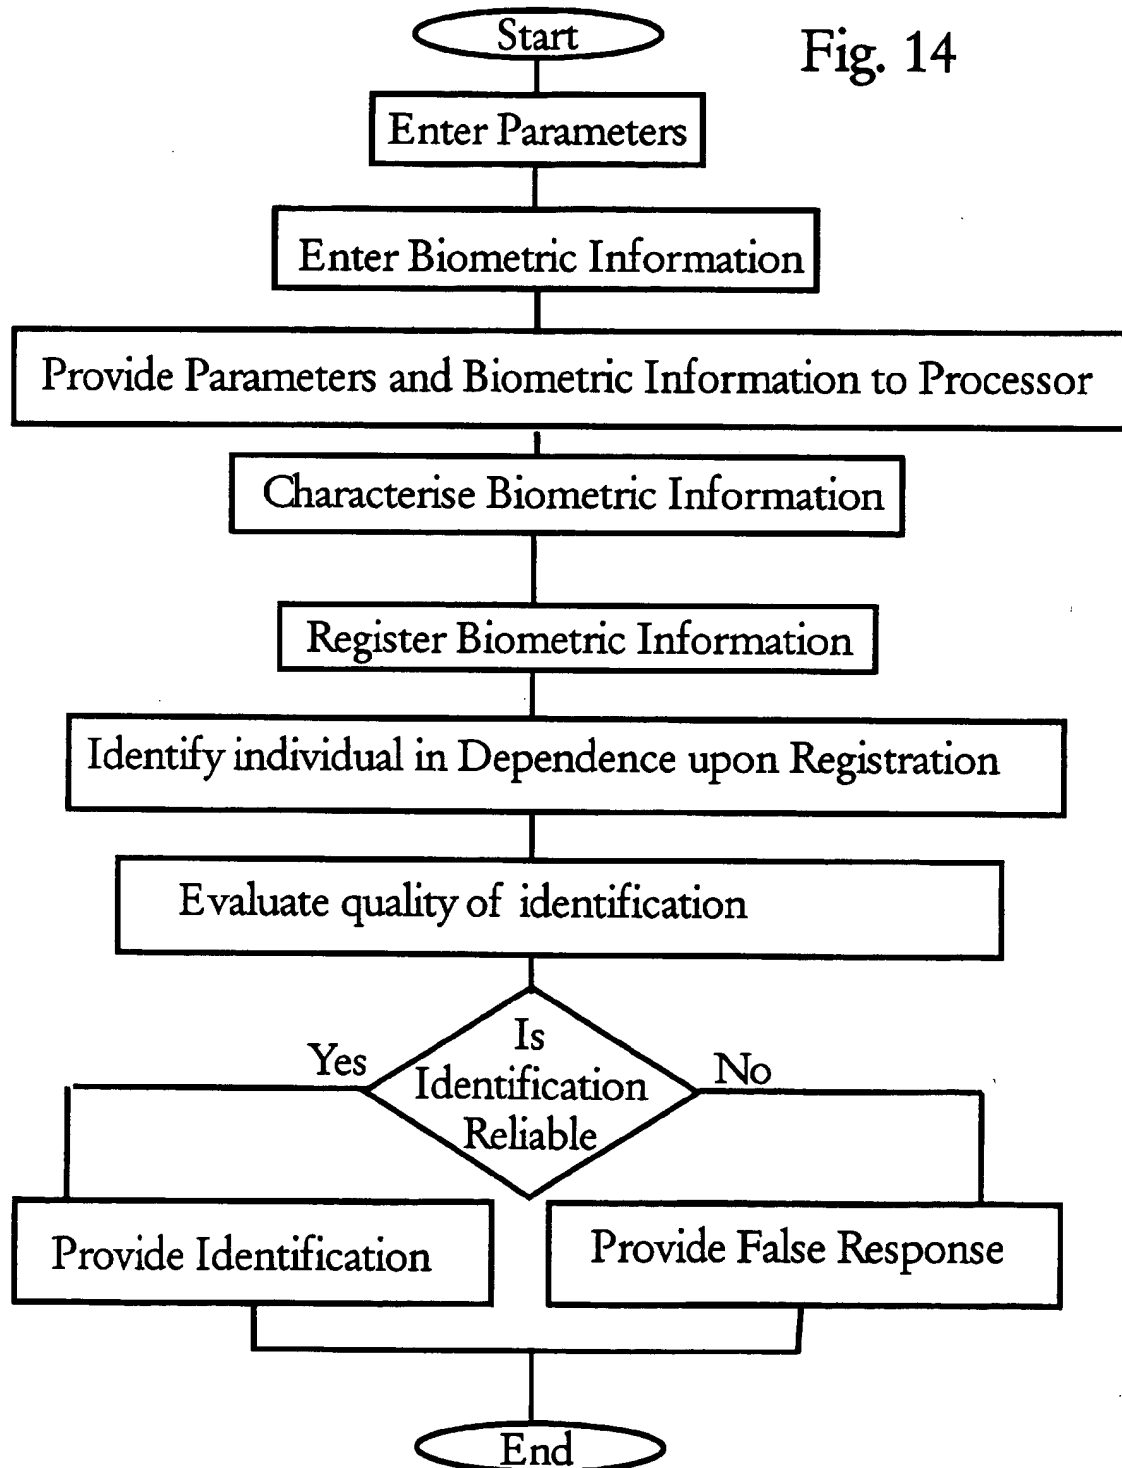 Start
Fig. 14
Enter Parameters
Enter Biometric Information
Provide Parameters and Biometric Information to Processor
Characterise Biometric Information
Register Biometric Information
Identify individual in Dependence upon Registration
Evaluate quality of identification
Is
Identification
Reliable
Yes
No
Provide Identification
Provide False Response
End